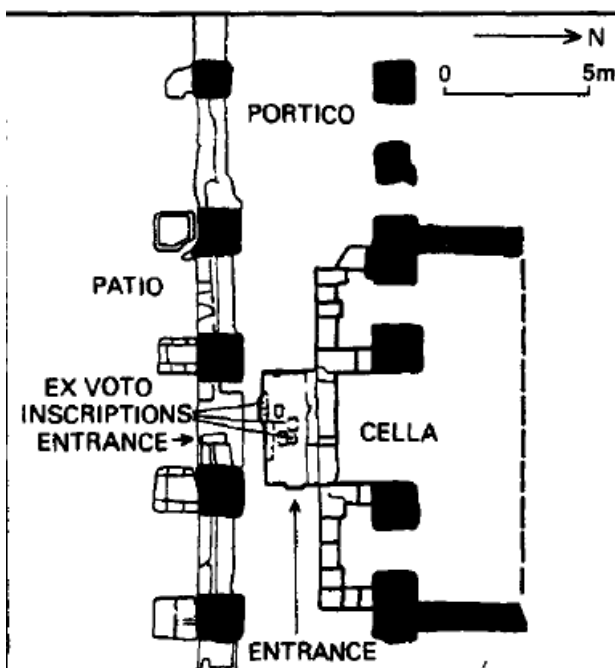 N
0 5m
PORTICO
PATIO
EX VOTO
INSCRIPTIONS
ENTRANCE
CELLA
ENTRANCE